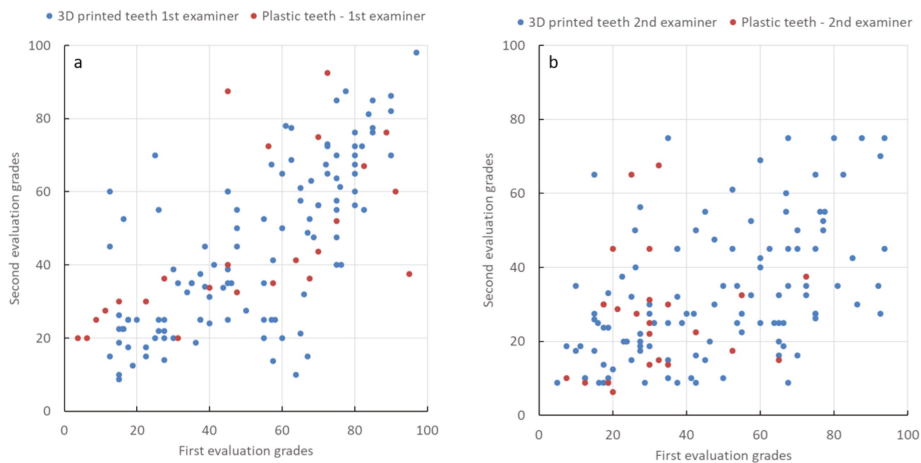 3D printed teeth 1st examiner Plastic teeth - 1st examiner
a
100
80
60
40
20
0
0 20 40 60 80 100
Second evaluation grades
First evaluation grades
3D printed teeth 2nd examiner Plastic teeth - 2nd examiner
b
100
80
60
40
20
0
0 20 40 60 80 100
Second evaluation grades
First evaluation grades